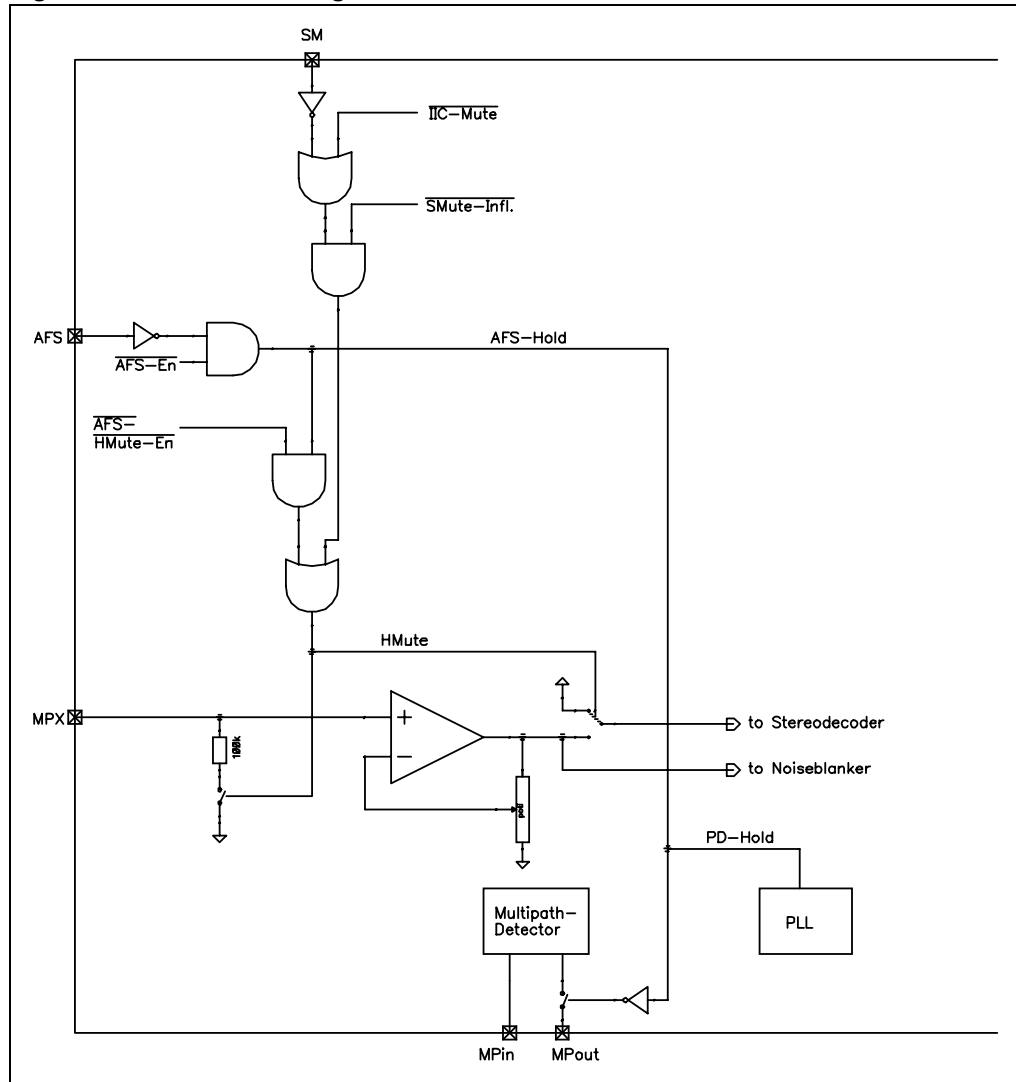 SM
IIC-Mute
SMute-Infl.
AFS
AFS-En
AFS-Hold
AFS-
HMute-En
HMute
MPX
100k
to Stereodecoder
to Noiseblanker
PD-Hold
Multipath-
Detector
PLL
MPin
MPout